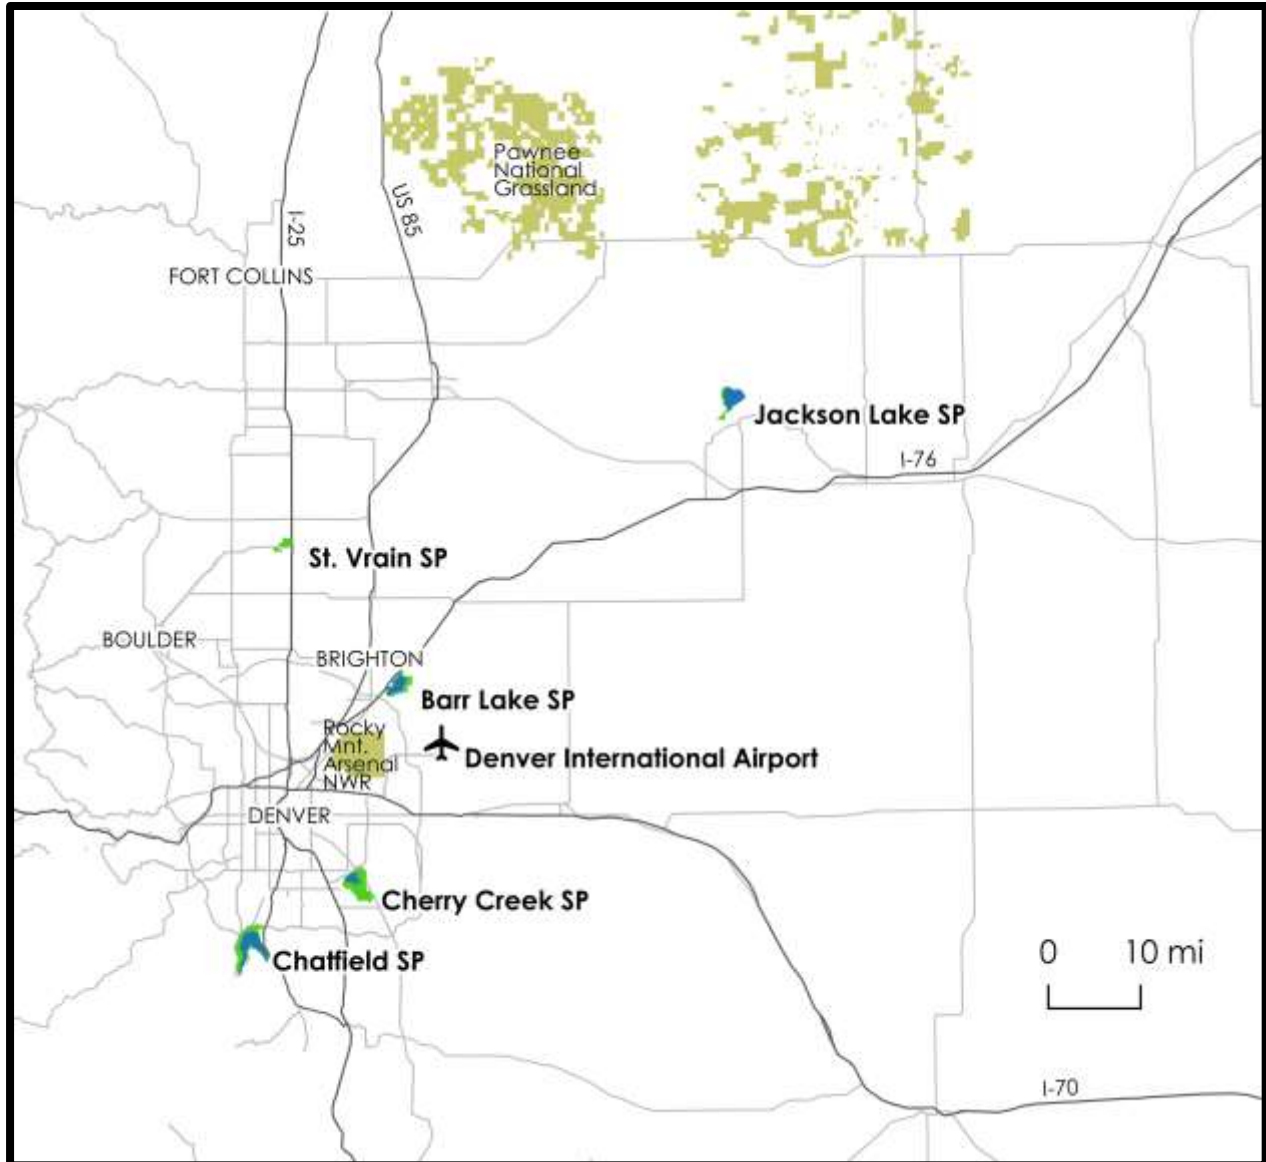 Pawnee
National
Grassland
US 85
I-25
FORT COLLINS
Jackson Lake SP
I-76
St. Vrain SP
BOULDER
BRIGHTON
Barr Lake SP
Rocky
Mnt.
Arsenal
NWR
Denver International Airport
DENVER
Cherry Creek SP
Chatfield SP
0 10 mi
I-70